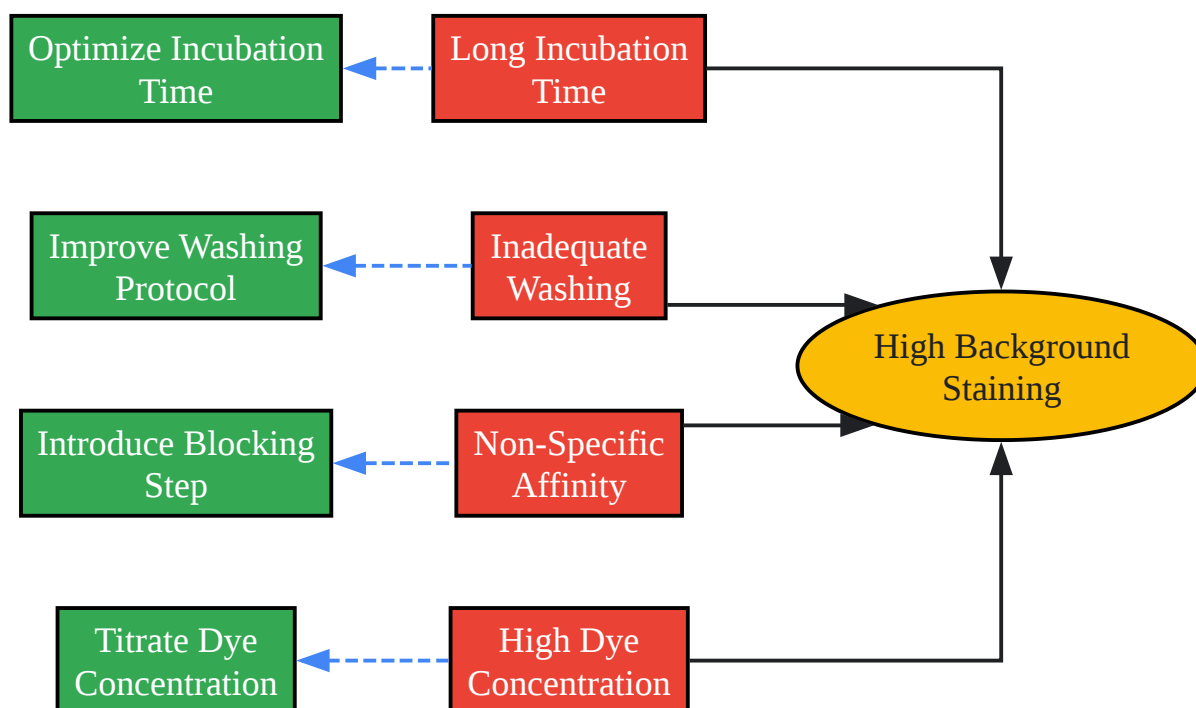 Optimize Incubation
Time
Long Incubation
Time
Improve Washing
Protocol
Inadequate
Washing
High Background
Staining
Introduce Blocking
Step
Non-Specific
Affinity
Titrate Dye
Concentration
High Dye
Concentration